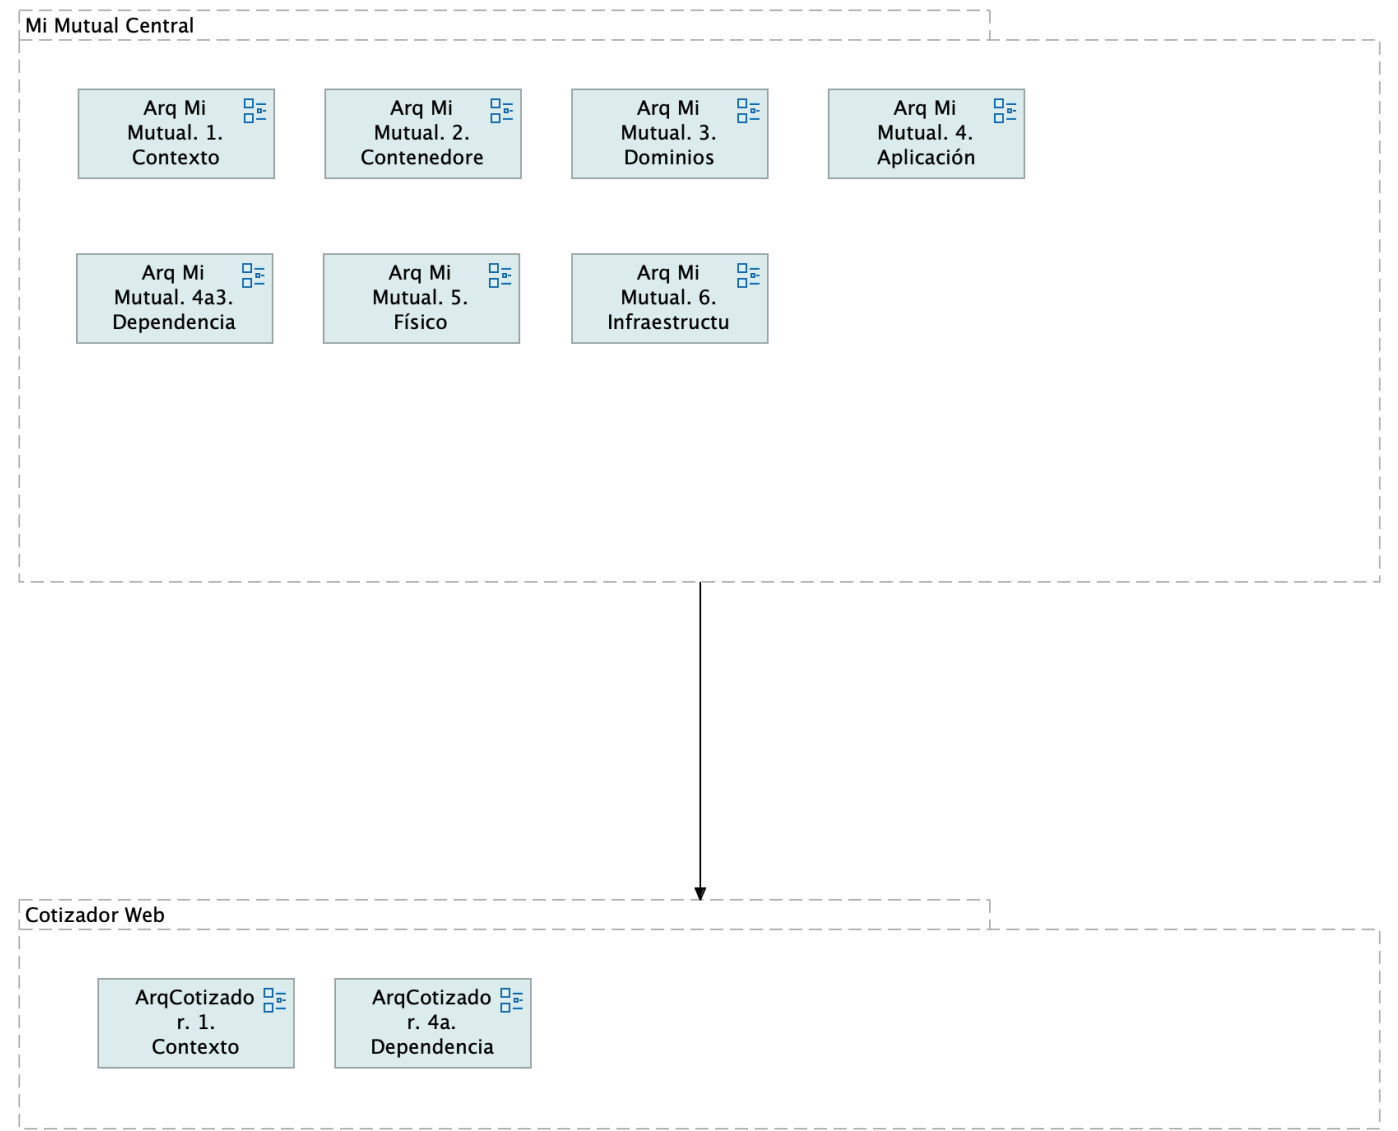 Mi Mutual Central
Arq Mi
Mutual. 1.
Contexto
Arq Mi
Mutual. 2.
Contenedore
Arq Mi
Mutual. 3.
Dominios
Arq Mi
Mutual. 4.
Aplicación
Arq Mi
Mutual. 4a3.
Dependencia
Arq Mi
Mutual. 5.
Físico
Arq Mi
Mutual. 6.
Infraestructu
Cotizador Web
ArqCotizado
r. 1.
Contexto
ArqCotizado
r. 4a.
Dependencia